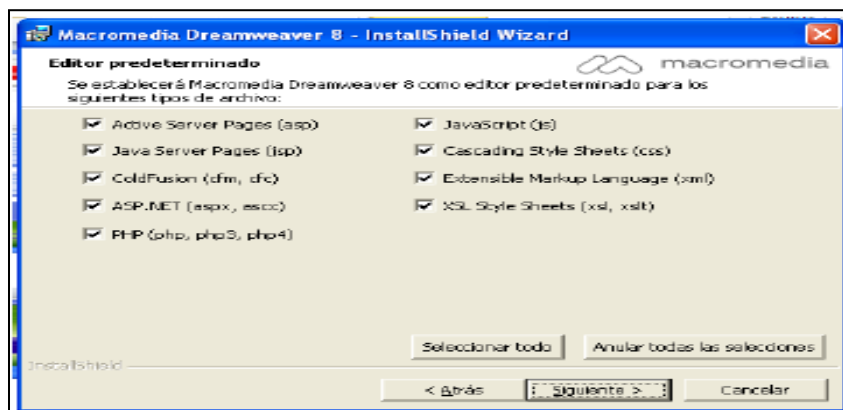 Macromedia Dreamweaver 8 - InstallShield Wizard
Editor predeterminado
macromedia
Se establecerá Macromedia Dreamweaver 8 como editor predeterminado para los
siguientes tipos de archivo:
Active Server Pages (asp)
Java Server Pages (jsp)
ColdFusion (cfm, cfc)
ASP.NET (aspx, ascx)
PHP (php, php3, php4)
JavaScript (js)
Cascading Style Sheets (css)
Extensible Markup Language (xml)
XSL Style Sheets (xsl, xslt)
Seleccionar todo
Anular todas las selecciones
InstallShield
< Atrás
Siguiente >
Cancelar